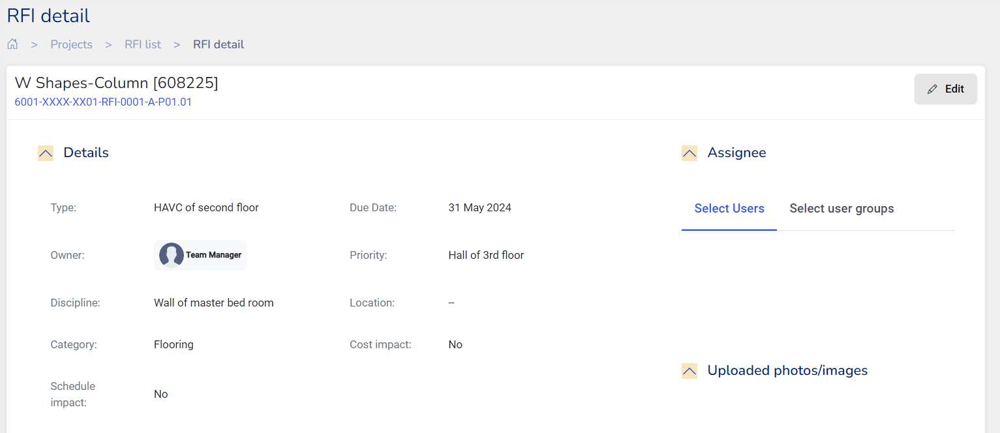 RFI detail
> Projects > RFI list > RFI detail
W Shapes-Column [608225]
6001-XXXX-XX01-RFI-0001-A-P01.01
Edit
Details
Type: HAVC of second floor Due Date: 31 May 2024
Owner: Team Manager Priority: Hall of 3rd floor
Discipline: Wall of master bed room Location: --
Category: Flooring Cost impact: No
Schedule
impact: No
Assignee
Select Users Select user groups
Uploaded photos/images